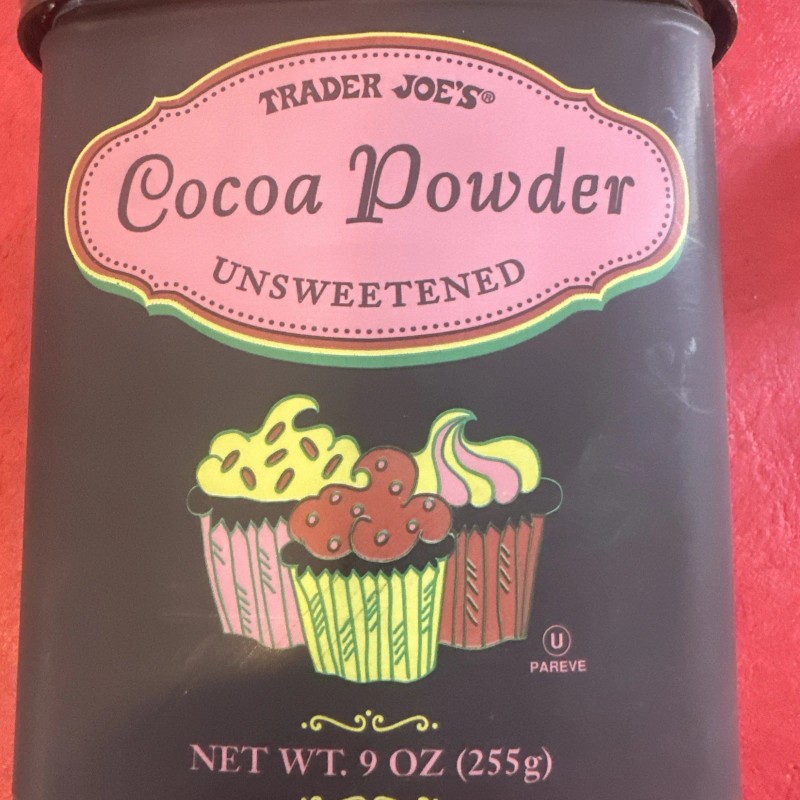 TRADER JOE'S®
Cocoa Powder
UNSWEETENED
U
PAREVE
NET WT. 9 OZ (255g)